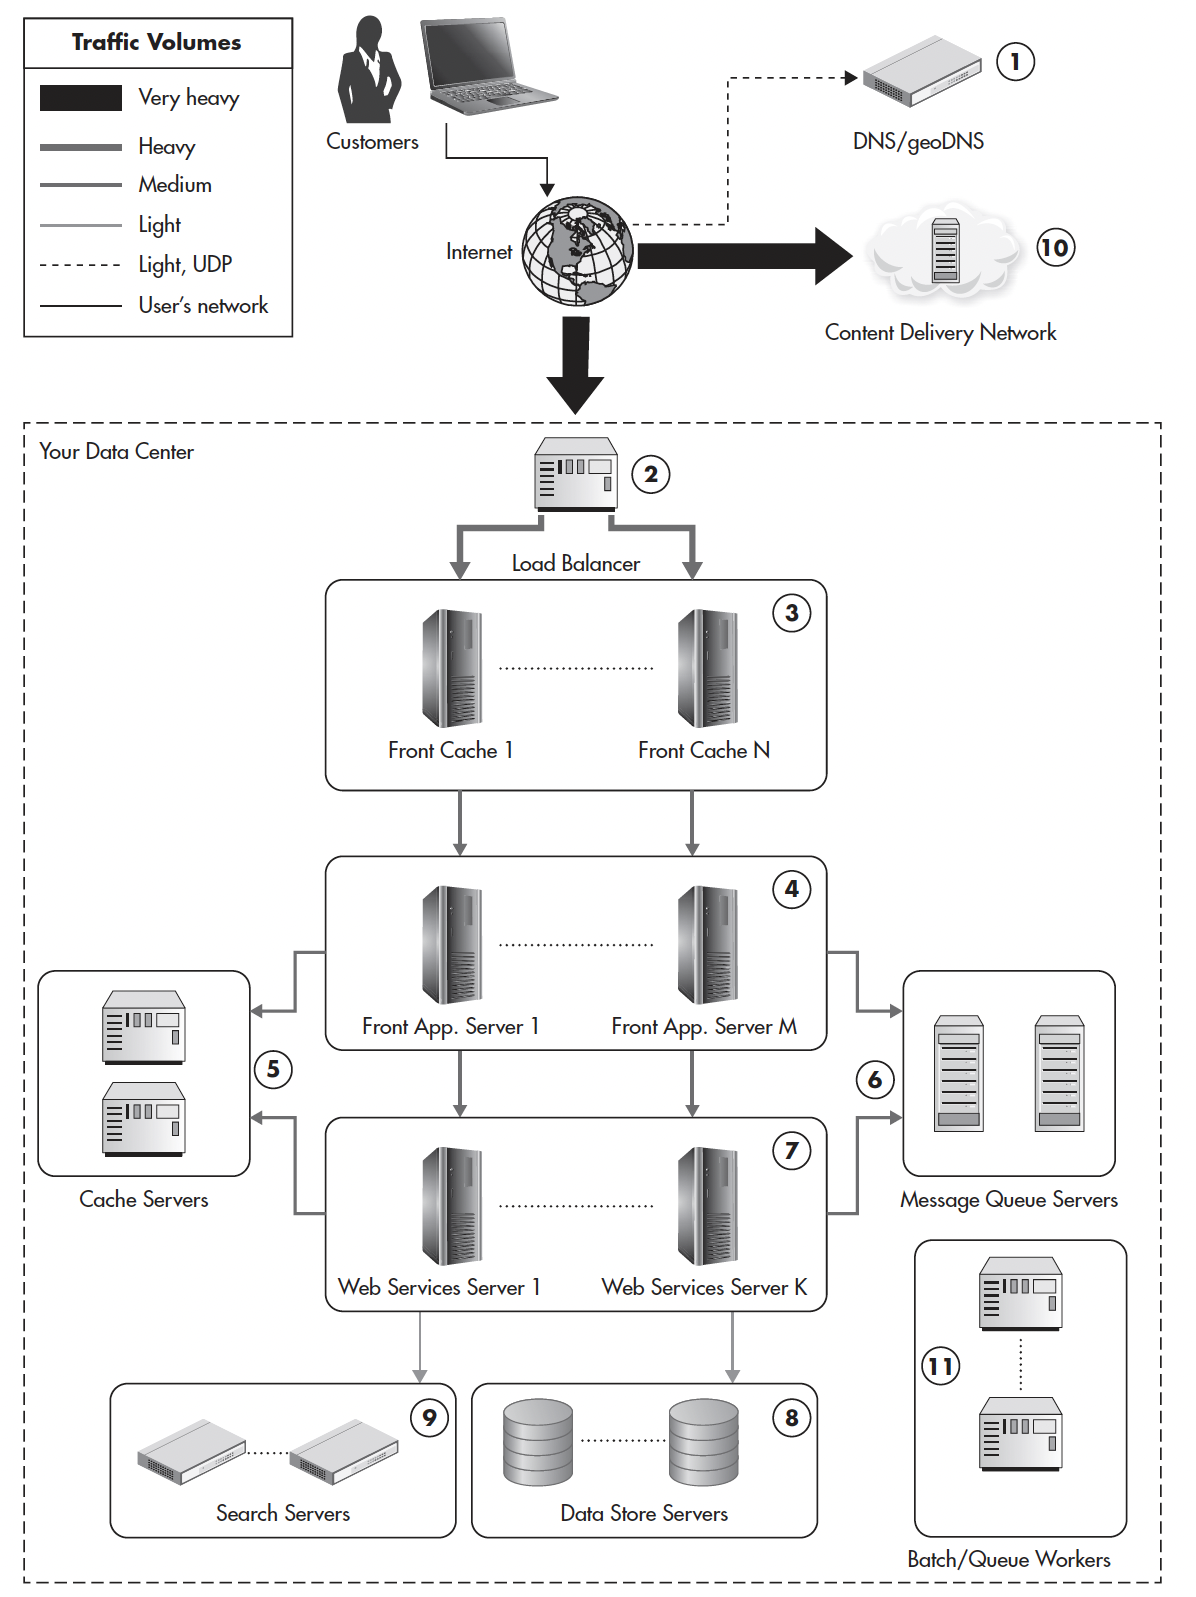 Traffic Volumes
Very heavy
Heavy
Medium
Light
Light, UDP
User's network
Customers
1
DNS/geoDNS
Internet
10
Content Delivery Network
Your Data Center
2
Load Balancer
3
Front Cache 1
Front Cache N
4
Front App. Server 1
Front App. Server M
5
Cache Servers
6
Message Queue Servers
7
Web Services Server 1
Web Services Server K
11
Batch/Queue Workers
9
Search Servers
8
Data Store Servers